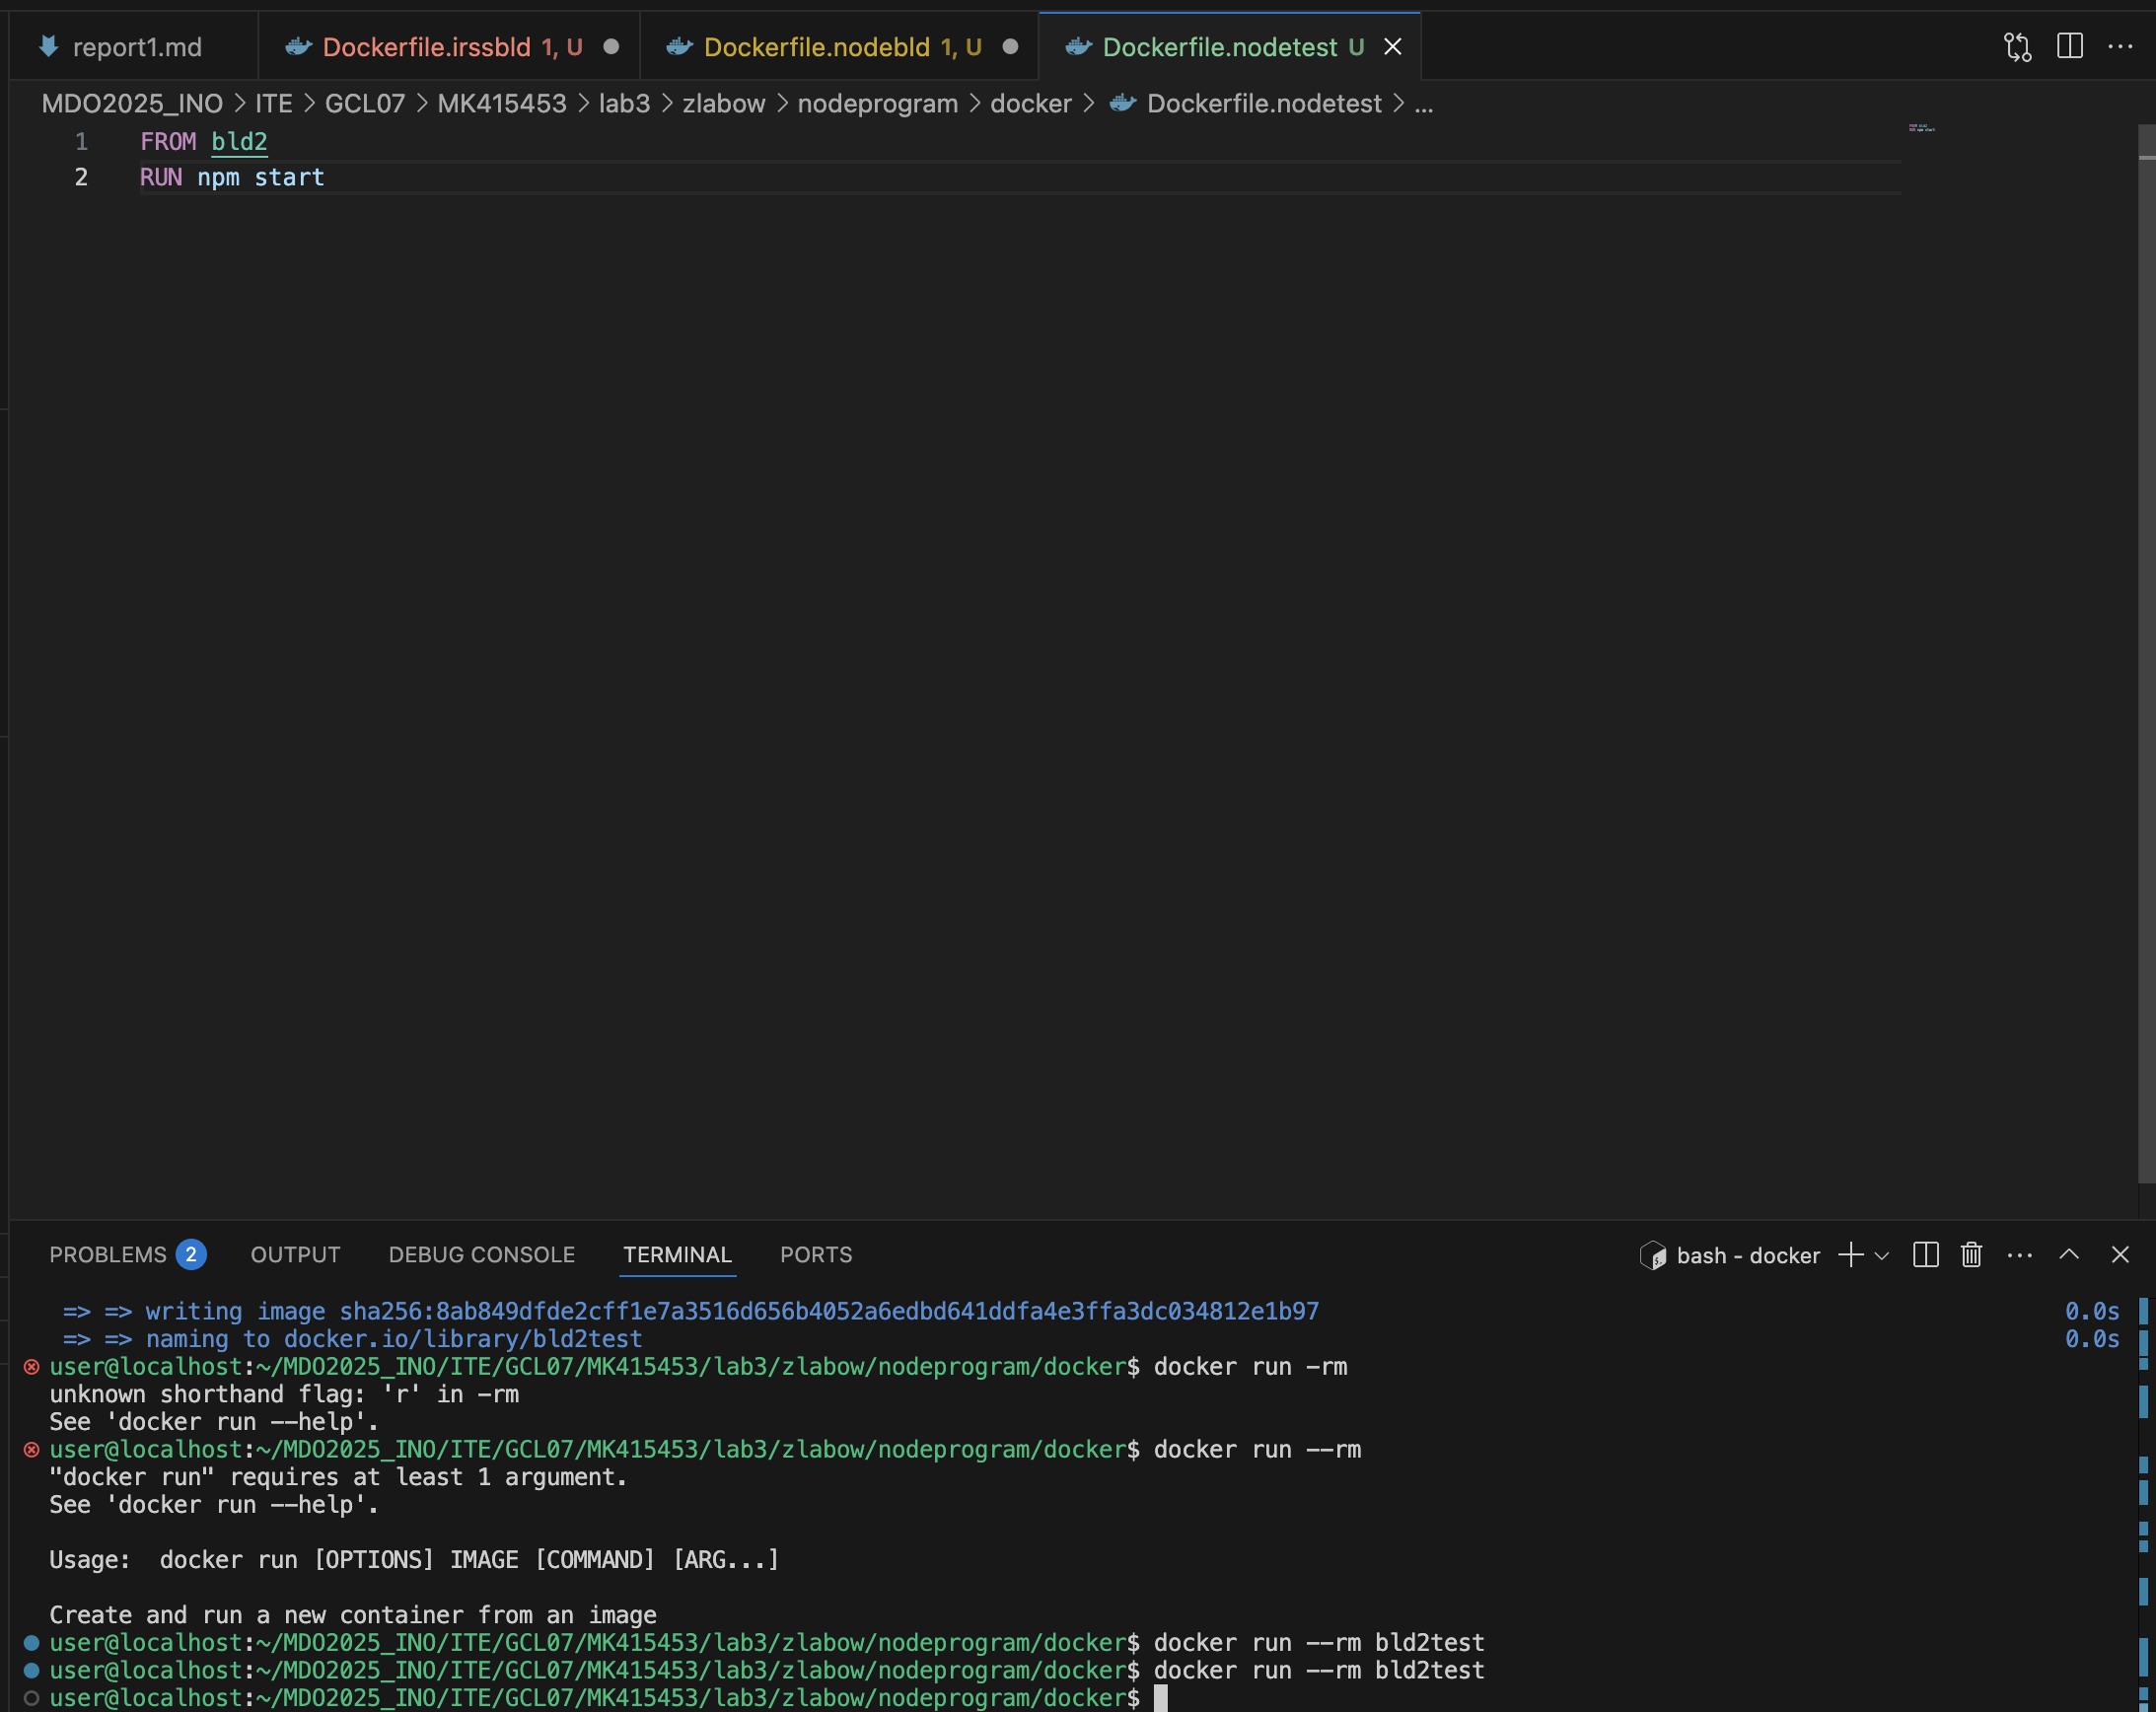 report1.md Dockerfile.irssbld 1, U Dockerfile.nodebld 1, U Dockerfile.nodetest U
MDO2025_INO > ITE > GCL07 > MK415453 > lab3 > zlabow > nodeprogram > docker > Dockerfile.nodetest > ...
1 FROM bld2
2 RUN npm start
PROBLEMS 2 OUTPUT DEBUG CONSOLE TERMINAL PORTS bash - docker
=> => writing image sha256:8ab849dfde2cff1e7a3516d656b4052a6edbd641ddfa4e3ffa3dc034812e1b97 0.0s
=> => naming to docker.io/library/bld2test 0.0s
user@localhost:~/MDO2025_INO/ITE/GCL07/MK415453/lab3/zlabow/nodeprogram/docker$ docker run -rm
unknown shorthand flag: 'r' in -rm
See 'docker run --help'.
user@localhost:~/MDO2025_INO/ITE/GCL07/MK415453/lab3/zlabow/nodeprogram/docker$ docker run --rm
"docker run" requires at least 1 argument.
See 'docker run --help'.
Usage:  docker run [OPTIONS] IMAGE [COMMAND] [ARG...]
Create and run a new container from an image
user@localhost:~/MDO2025_INO/ITE/GCL07/MK415453/lab3/zlabow/nodeprogram/docker$ docker run --rm bld2test
user@localhost:~/MDO2025_INO/ITE/GCL07/MK415453/lab3/zlabow/nodeprogram/docker$ docker run --rm bld2test
user@localhost:~/MDO2025_INO/ITE/GCL07/MK415453/lab3/zlabow/nodeprogram/docker$